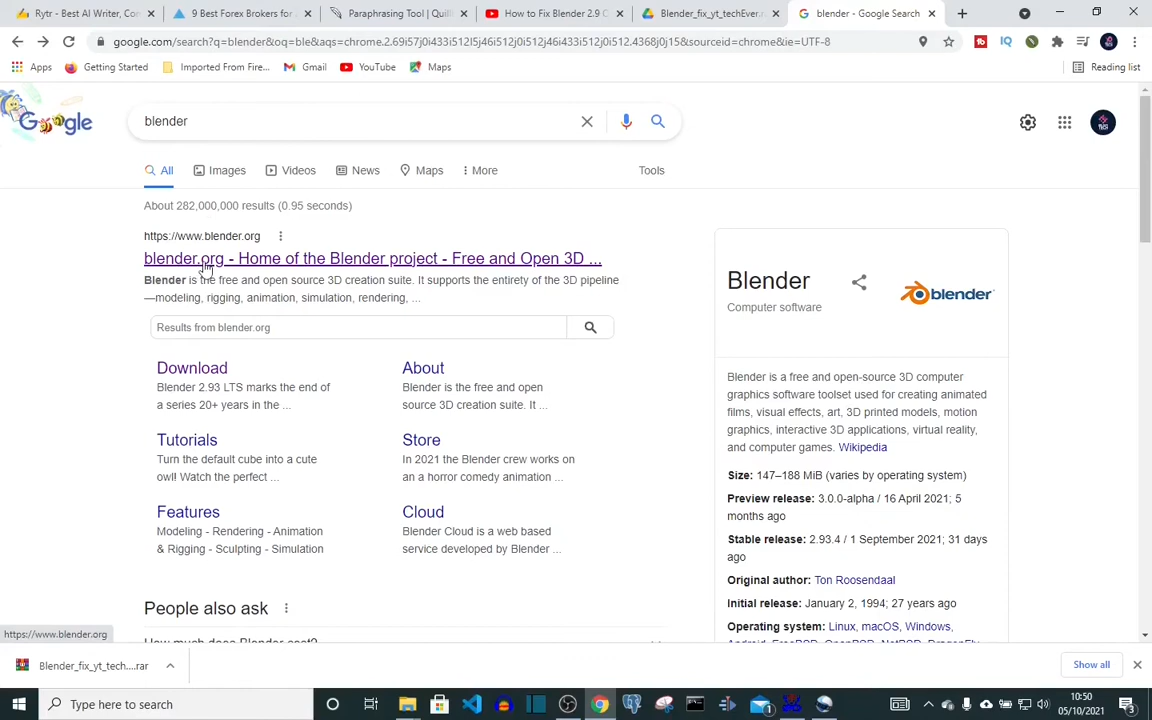 Rytr - Best AI Writer, Con
9 Best Forex Brokers for
Paraphrasing Tool | Quill
How to Fix Blender 2.9 C
Blender_fix_yt_techEver.r
blender - Google Search
google.com/search?q=blender&oq=ble&aqs=chrome.2.69i57j0i433i512l5j46i512j0i512j46i433i512j0i512.4368j0j15&sourceid=chrome&ie=UTF-8
Apps
Getting Started
Imported From Fire...
Gmail
YouTube
Maps
Reading list
Google
blender
All
Images
Videos
News
Maps
More
Tools
About 282,000,000 results (0.95 seconds)
https://www.blender.org
blender.org - Home of the Blender project - Free and Open 3D ...
Blender is the free and open source 3D creation suite. It supports the entirety of the 3D pipeline
—modeling, rigging, animation, simulation, rendering, ...
Results from blender.org
Download
Blender 2.93 LTS marks the end of
a series 20+ years in the ...
About
Blender is the free and open
source 3D creation suite. It ...
Tutorials
Turn the default cube into a cute
owl! Watch the perfect ...
Store
In 2021 the Blender crew works on
an a horror comedy animation ...
Features
Modeling - Rendering - Animation
& Rigging - Sculpting - Simulation
Cloud
Blender Cloud is a web based
service developed by Blender ...
People also ask
How much does Blender cost?
Blender
Computer software
blender
Blender is a free and open-source 3D computer
graphics software toolset used for creating animated
films, visual effects, art, 3D printed models, motion
graphics, interactive 3D applications, virtual reality,
and computer games. Wikipedia
Size: 147–188 MiB (varies by operating system)
Preview release: 3.0.0-alpha / 16 April 2021; 5
months ago
Stable release: 2.93.4 / 1 September 2021; 31 days
ago
Original author: Ton Roosendaal
Initial release: January 2, 1994; 27 years ago
Operating system: Linux, macOS, Windows,
Android, FreeBSD, OpenBSD, NetBSD, DragonFly
https://www.blender.org
Blender_fix_yt_tech....rar
Show all
Type here to search
10:50
05/10/2021